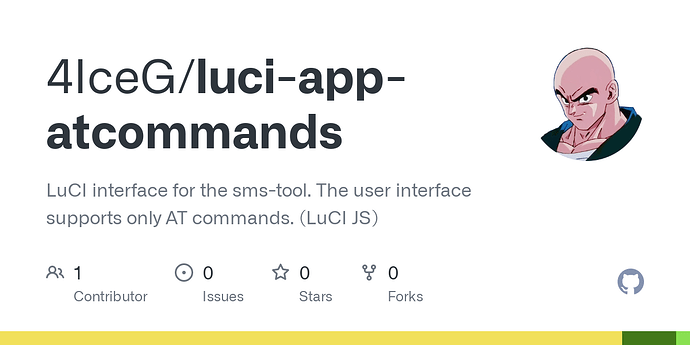 4IceG/luci-app-
atcommands
LuCI interface for the sms-tool. The user interface
supports only AT commands. (LuCI JS)
1 0 0 0
Contributor Issues Stars Forks